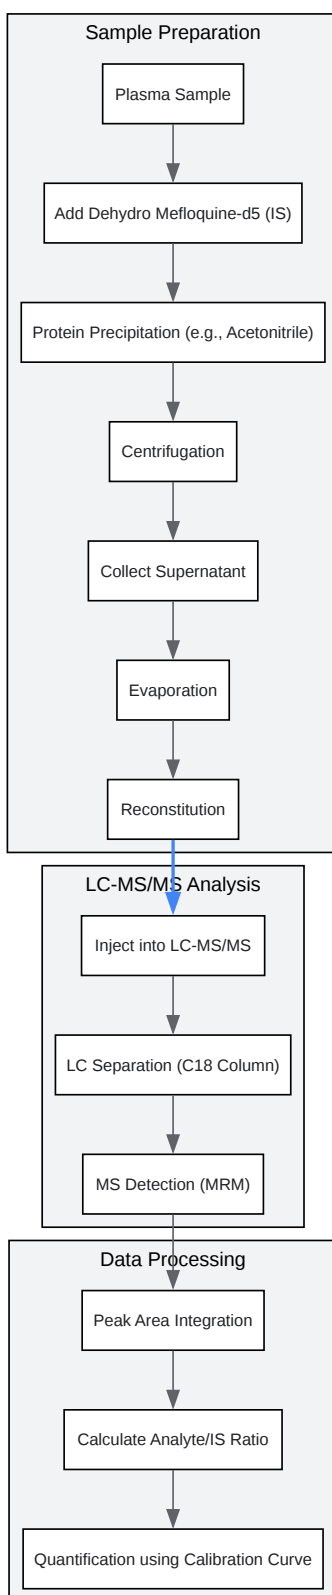 Sample Preparation
Plasma Sample
Add Dehydro Mefloquine-d5 (IS)
Protein Precipitation (e.g., Acetonitrile)
Centrifugation
Collect Supernatant
Evaporation
Reconstitution
LC-MS/MS Analysis
Inject into LC-MS/MS
LC Separation (C18 Column)
MS Detection (MRM)
Data Processing
Peak Area Integration
Calculate Analyte/IS Ratio
Quantification using Calibration Curve